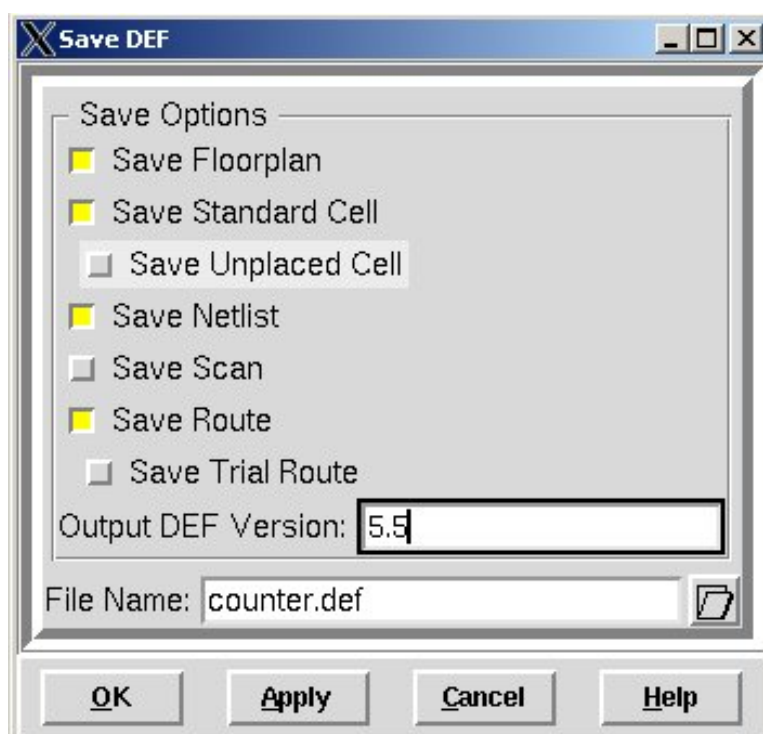 Save DEF
Save Options
Save Floorplan
Save Standard Cell
Save Unplaced Cell
Save Netlist
Save Scan
Save Route
Save Trial Route
Output DEF Version: 5.5
File Name: counter.def
OK Apply Cancel Help